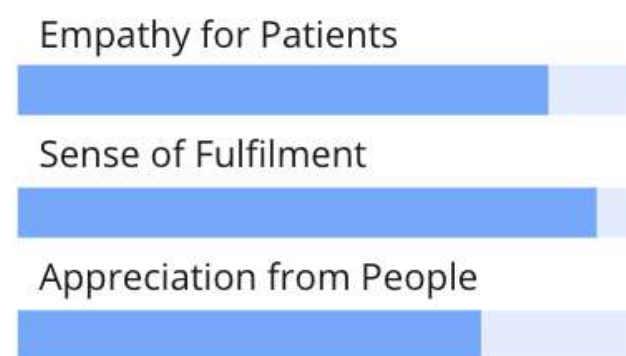 Empathy for Patients
Sense of Fulfilment
Appreciation from People